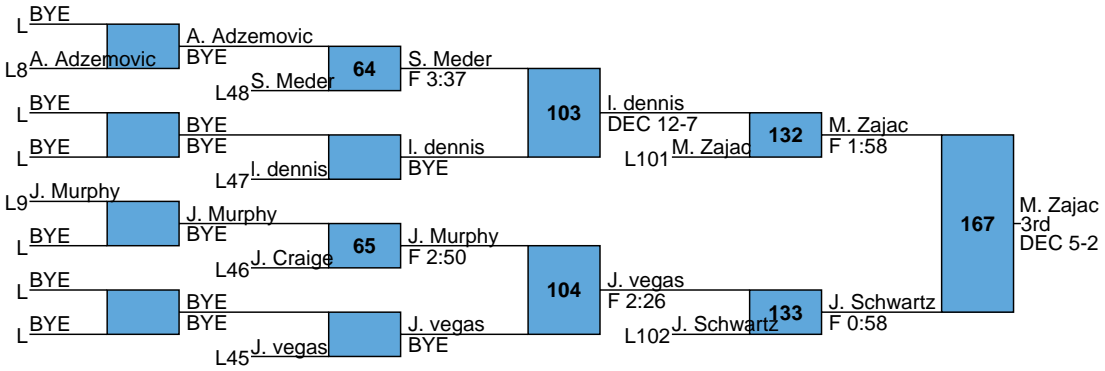 L BYE
L8 A. Adzemovic
A. Adzemovic
BYE
64
L48 S. Meder
S. Meder
F 3:37
L BYE
L BYE
BYE
BYE
L47 I. dennis
I. dennis
BYE
103
I. dennis
DEC 12-7
132
L101 M. Zajac
M. Zajac
F 1:58
L9 J. Murphy
L BYE
J. Murphy
BYE
65
L46 J. Craige
J. Murphy
F 2:50
L BYE
L BYE
BYE
BYE
L45 J. vegas
J. vegas
BYE
104
J. vegas
F 2:26
133
L102 J. Schwartz
J. Schwartz
F 0:58
167
M. Zajac
3rd
DEC 5-2